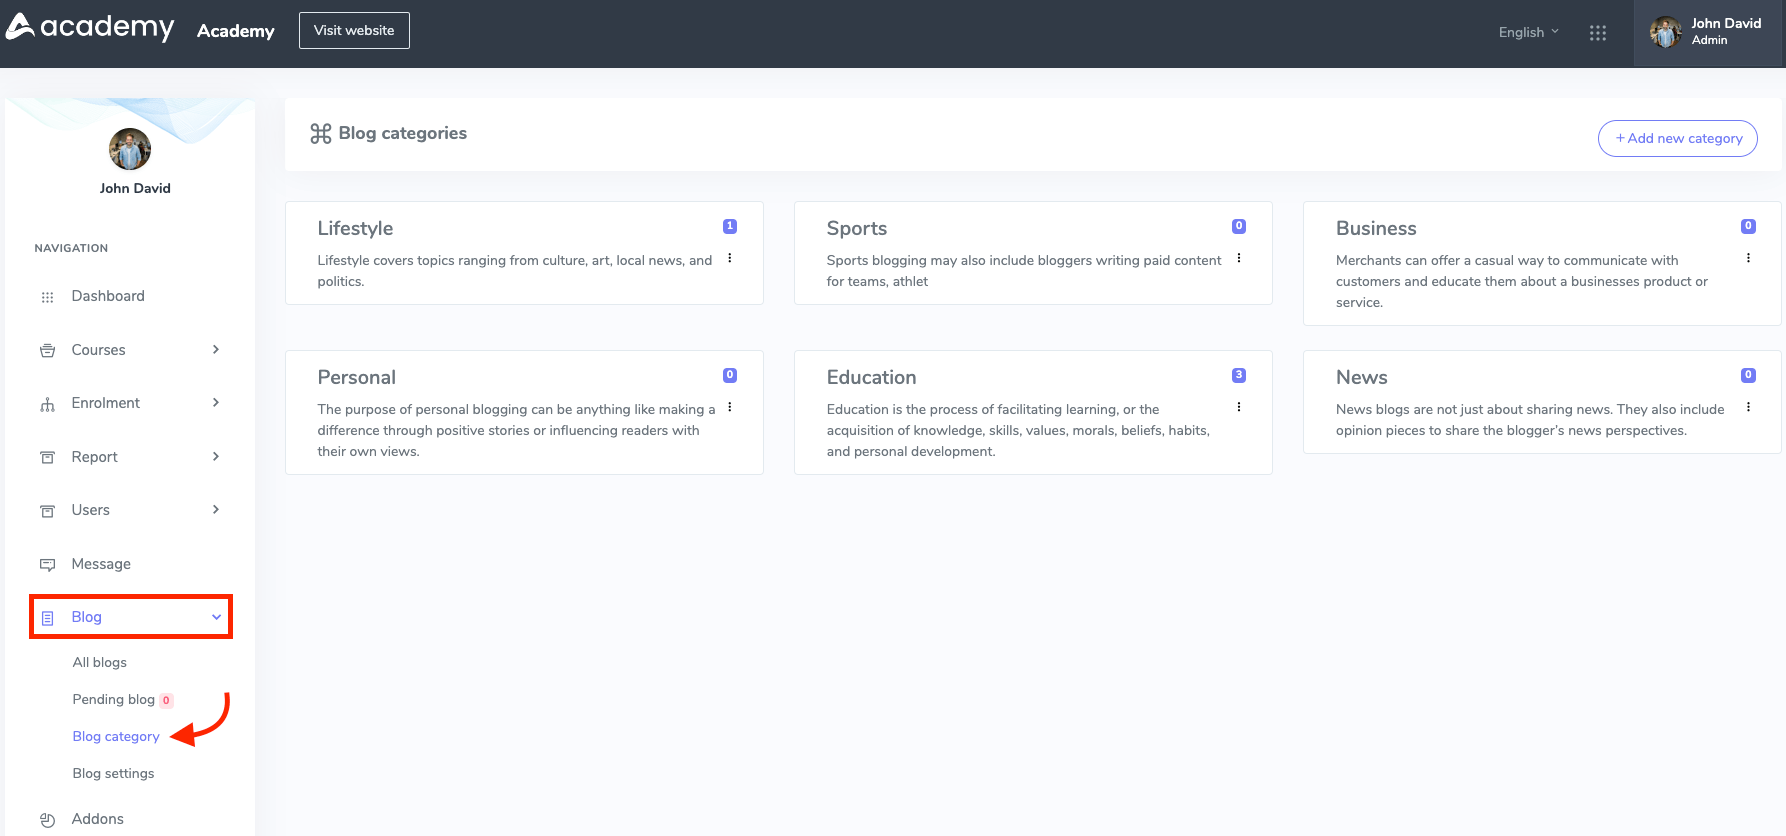 academy
Academy
Visit website
English
John David
Admin
John David
NAVIGATION
Dashboard
Courses
Enrolment
Report
Users
Message
Blog
All blogs
Pending blog 0
Blog category
Blog settings
Addons
Blog categories
+ Add new category
Lifestyle
1
Lifestyle covers topics ranging from culture, art, local news, and
politics.
Sports
0
Sports blogging may also include bloggers writing paid content
for teams, athlet
Business
0
Merchants can offer a casual way to communicate with
customers and educate them about a businesses product or
service.
Personal
0
The purpose of personal blogging can be anything like making a
difference through positive stories or influencing readers with
their own views.
Education
3
Education is the process of facilitating learning, or the
acquisition of knowledge, skills, values, morals, beliefs, habits,
and personal development.
News
0
News blogs are not just about sharing news. They also include
opinion pieces to share the blogger's news perspectives.